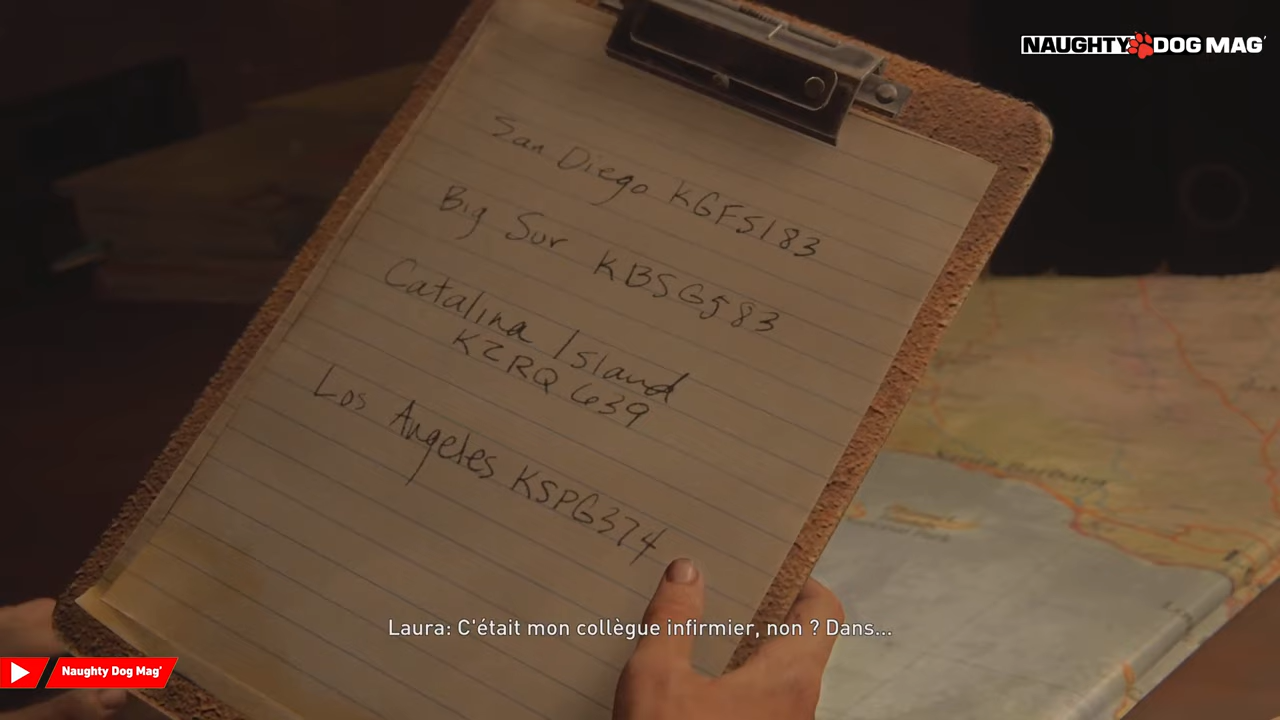 NAUGHTY DOG MAG'
San Diego KGFS183
Big Sur KBSG583
Catalina Island
KZRQ639
Los Angeles KSPG374
Laura: C'était mon collègue infirmier, non ? Dans...
Naughty Dog Mag'